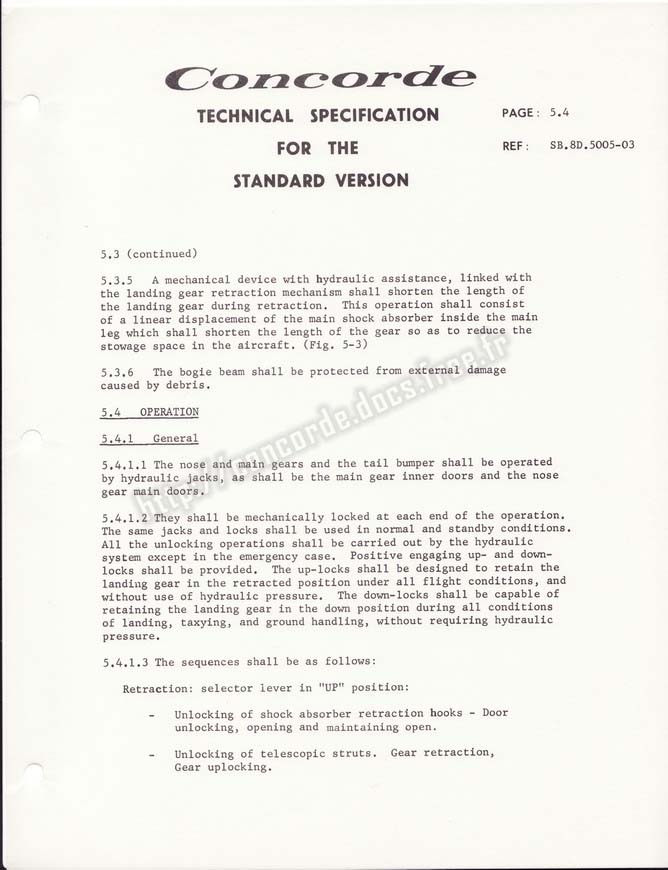 Concorde
TECHNICAL SPECIFICATION
PAGE: 5.4
FOR THE
REF: SB.8D.5005-03
STANDARD VERSION
5.3 (continued)
5.3.5 A mechanical device with hydraulic assistance, linked with
the landing gear retraction mechanism shall shorten the length of
the landing gear during retraction. This operation shall consist
of a linear displacement of the main shock absorber inside the main
leg which shall shorten the length of the gear so as to reduce the
stowage space in the aircraft. (Fig. 5-3)
5.3.6 The bogie beam shall be protected from external damage
caused by debris.
5.4 OPERATION
5.4.1 General
5.4.1.1 The nose and main gears and the tail bumper shall be operated
by hydraulic jacks, as shall be the main gear inner doors and the nose
gear main doors.
5.4.1.2 They shall be mechanically locked at each end of the operation.
The same jacks and locks shall be used in normal and standby conditions.
All the unlocking operations shall be carried out by the hydraulic
system except in the emergency case. Positive engaging up- and down-
locks shall be provided. The up-locks shall be designed to retain the
landing gear in the retracted position under all flight conditions, and
without use of hydraulic pressure. The down-locks shall be capable of
retaining the landing gear in the down position during all conditions
of landing, taxying, and ground handling, without requiring hydraulic
pressure.
5.4.1.3 The sequences shall be as follows:
Retraction: selector lever in "UP" position:
- Unlocking of shock absorber retraction hooks - Door
unlocking, opening and maintaining open.
- Unlocking of telescopic struts. Gear retraction,
Gear uplocking.
http://concorde.docs.free.fr